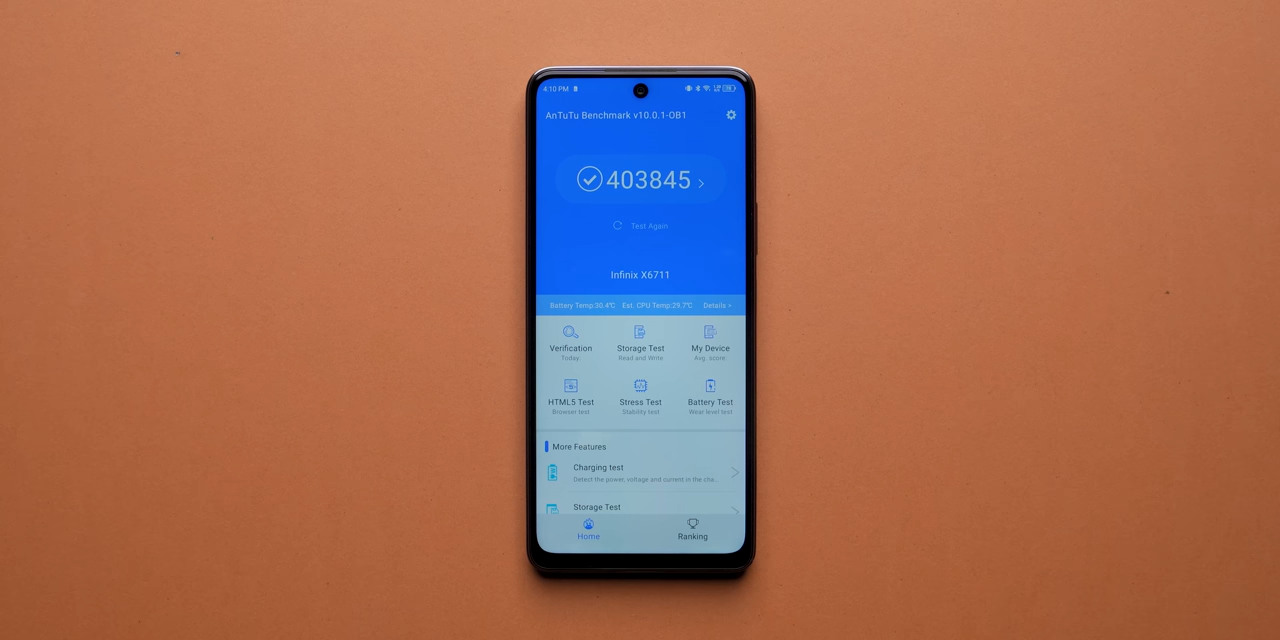 4:10 PM
AnTuTu Benchmark v10.0.1-OB1
403845
Test Again
Infinix X6711
Battery Temp:30.4℃ Est. CPU Temp:29.7℃ Details
Verification Storage Test My Device
Today Read and Write Avg. score:
HTML5 Test Stress Test Battery Test
Browser test Stability test Wear level test
More Features
Charging test
Detect the power, voltage and current in the cha...
Storage Test
Home Ranking